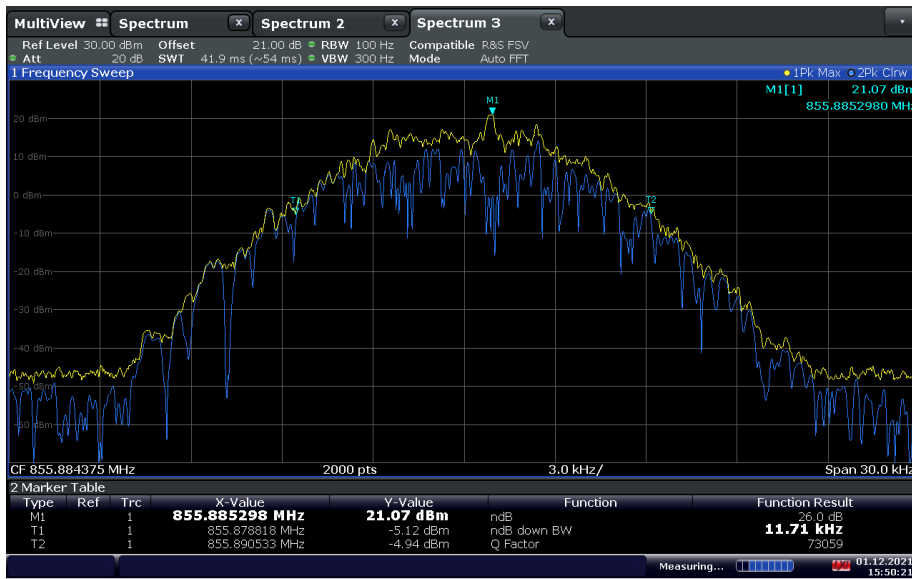 MultiView Spectrum x Spectrum 2 x Spectrum 3 x
Ref Level 30.00 dBm Offset 21.00 dB RBW 100 Hz Compatible R&S FSV
Att 20 dB SWT 41.9 ms (~54 ms) VBW 300 Hz Mode Auto FFT
1 Frequency Sweep 1Pk Max 2Pk Clrw
M1[1] 21.07 dBm
855.8852980 MHz
M1
20 dBm
10 dBm
0 dBm
T1
T2
-10 dBm
-20 dBm
-30 dBm
-40 dBm
-50 dBm
-60 dBm
CF 855.884375 MHz 2000 pts 3.0 kHz/ Span 30.0 kHz
2 Marker Table
Type Ref Trc X-Value Y-Value Function Function Result
M1 1 855.885298 MHz 21.07 dBm ndB 26.0 dB
T1 1 855.878818 MHz -5.12 dBm ndB down BW 11.71 kHz
T2 1 855.890533 MHz -4.94 dBm Q Factor 73059
Measuring... 01.12.2021
15:50:21